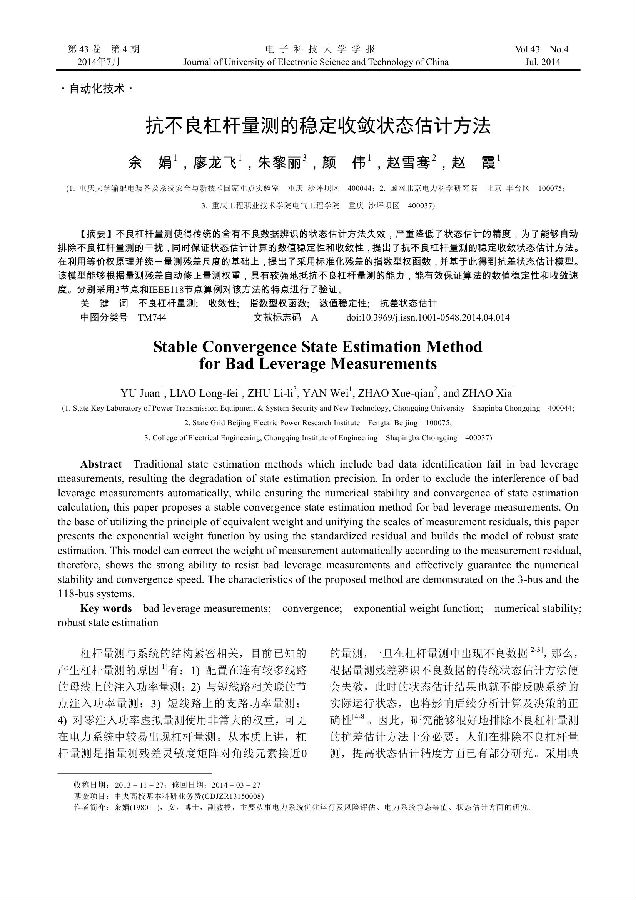 第43卷 第4期
电子科技大学学报
Vol.43 No.4
2014年7月
Journal of University of Electronic Science and Technology of China
Jul. 2014
·自动化技术·
抗不良杠杆量测的稳定收敛状态估计方法
余 娟1，廖龙飞1，朱黎丽3，颜 伟1，赵雪骞2，赵 霞1
(1. 重庆大学输配电装备及系统安全与新技术国家重点实验室 重庆 沙坪坝区 400044; 2. 国网北京电力科学研究院 北京 丰台区 100075;
3. 重庆工程职业技术学院电气工程学院 重庆 沙坪坝区 400037)
【摘要】不良杠杆量测使得传统的含有不良数据辨识的状态估计方法失效，严重降低了状态估计的精度，为了能够自动
排除不良杠杆量测的干扰，同时保证状态估计计算的数值稳定性和收敛性，提出了抗不良杠杆量测的稳定收敛状态估计方法。
在利用等价权原理并统一量测残差尺度的基础上，提出了采用标准化残差的指数型权函数，并基于此得到抗差状态估计模型。
该模型能够根据量测残差自动修正量测权重，具有较强地抵抗不良杠杆量测的能力，能有效保证算法的数值稳定性和收敛速
度。分别采用3节点和IEEE118节点算例对该方法的特点进行了验证。
关 键 词 不良杠杆量测； 收敛性； 指数型权函数； 数值稳定性； 抗差状态估计
中图分类号 TM744 文献标志码 A doi:10.3969/j.issn.1001-0548.2014.04.014
Stable Convergence State Estimation Method
for Bad Leverage Measurements
YU Juan1, LIAO Long-fei1, ZHU Li-li3, YAN Wei1, ZHAO Xue-qian2, and ZHAO Xia
(1. State Key Laboratory of Power Transmission Equipment & System Security and New Technology, Chongqing University Shapinba Chongqing 400044;
2. State Grid Beijing Electric Power Research Institute Fengtai Beijing 100075;
3. College of Electrical Engineering, Chongqing Institute of Engineering Shapingba Chongqing 400037)
Abstract Traditional state estimation methods which include bad data identification fail in bad leverage
measurements, resulting the degradation of state estimation precision. In order to exclude the interference of bad
leverage measurements automatically, while ensuring the numerical stability and convergence of state estimation
calculation, this paper proposes a stable convergence state estimation method for bad leverage measurements. On
the base of utilizing the principle of equivalent weight and unifying the scales of measurement residuals, this paper
presents the exponential weight function by using the standardized residual and builds the model of robust state
estimation. This model can correct the weight of measurement automatically according to the measurement residual,
therefore, shows the strong ability to resist bad leverage measurements and effectively guarantee the numerical
stability and convergence speed. The characteristics of the proposed method are demonstrated on the 3-bus and the
118-bus systems.
Key words bad leverage measurements; convergence; exponential weight function; numerical stability;
robust state estimation
杠杆量测与系统的结构紧密相关，目前已知的
产生杠杆量测的原因[1]有：1) 配置在连有较多线路
的母线上的注入功率量测；2) 与短线路相关联的节
点注入功率量测；3) 短线路上的支路功率量测；
4) 对零注入功率虚拟量测使用非常大的权重，可见
在电力系统中较易出现杠杆量测。从本质上讲，杠
杆量测是指量测残差灵敏度矩阵对角线元素接近0
的量测，一旦在杠杆量测中出现不良数据[2-3]，那么，
根据量测残差辨识不良数据的传统状态估计方法便
会失效，此时的状态估计结果也就不能反映系统的
实际运行状态，也将影响后续分析计算及决策的正
确性[4-8]。因此，研究能够很好地排除不良杠杆量测
的抗差估计方法十分必要。人们在排除不良杠杆量
测，提高状态估计精度方面已有部分研究。采用映
收稿日期：2013-11-27；修回日期：2014-03-27
基金项目：中央高校基本科研业务费(CDJZR13150008)
作者简介：余娟(1980-)，女，博士，副教授，主要从事电力系统优化运行及风险评估、电力系统静态等值、状态估计方面的研究.